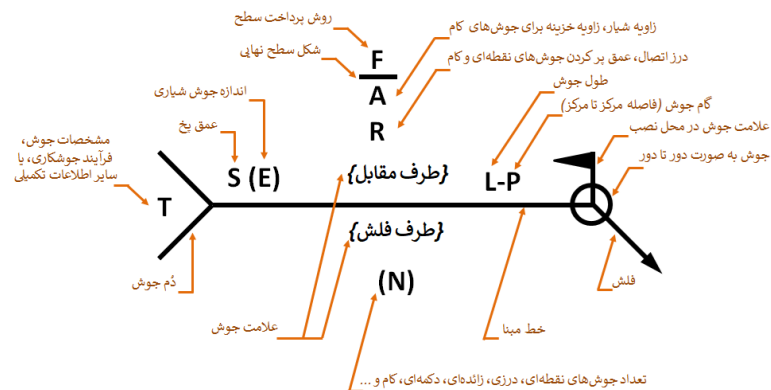 روش پرداخت سطح
شکل سطح نهایی
F
A
R
زاویه شیار، زاویه خزینه برای جوش‌های کام
درز اتصال، عمق پر کردن جوش‌های نقطه‌ای و کام
طول جوش
گام جوش (فاصله مرکز تا مرکز)
علامت جوش در محل نصب
جوش به صورت دور تا دور
اندازه جوش شیاری
عمق پخ
مشخصات جوش،
فرآیند جوشکاری، یا
سایر اطلاعات تکمیلی
T
S (E)
{طرف مقابل}
L-P
{طرف فلش}
(N)
دُم جوش
علامت جوش
خط مبنا
فلش
تعداد جوش‌های نقطه‌ای، درزی، زائده‌ای، دکمه‌ای، کام و ...